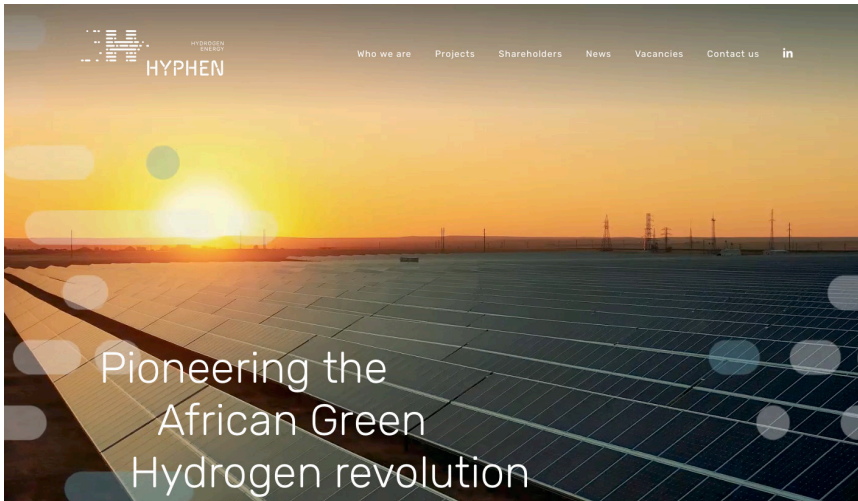 HYDROGEN
ENERGY
HYPHEN
Who we are Projects Shareholders News Vacancies Contact us in
Pioneering the
African Green
Hydrogen revolution